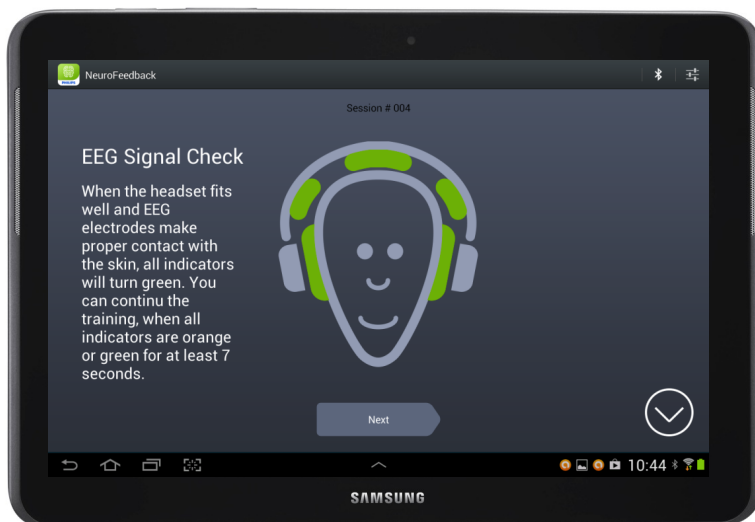 PHILIPS
NeuroFeedback
Session # 004
EEG Signal Check
When the headset fits
well and EEG
electrodes make
proper contact with
the skin, all indicators
will turn green. You
can continu the
training, when all
indicators are orange
or green for at least 7
seconds.
Next
10:44
SAMSUNG